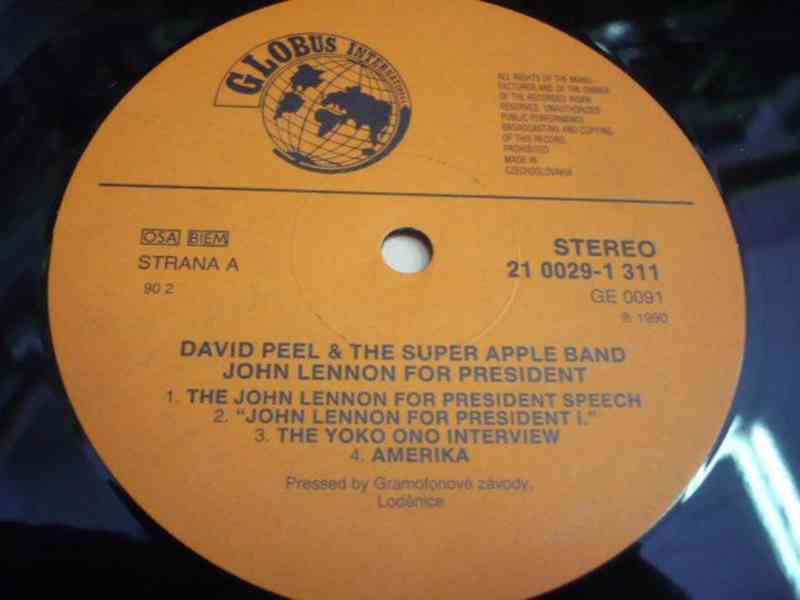 GLOBUS INTERNATIONAL
ALL RIGHTS OF THE MANU-
FACTURER AND OF THE OWNER
OF THE RECORDED WORK
RESERVED. UNAUTHORIZED
PUBLIC PERFORMANCE
BROADCASTING AND COPYING
OF THIS RECORD
PROHIBITED
MADE IN
CZECHOSLOVAKIA
OSA BIEM
STRANA A
90 2
STEREO
21 0029-1 311
GE 0091
℗ 1990
DAVID PEEL & THE SUPER APPLE BAND
JOHN LENNON FOR PRESIDENT
1. THE JOHN LENNON FOR PRESIDENT SPEECH
2. "JOHN LENNON FOR PRESIDENT I."
3. THE YOKO ONO INTERVIEW
4. AMERIKA
Pressed by Gramofonové závody,
Loděnice